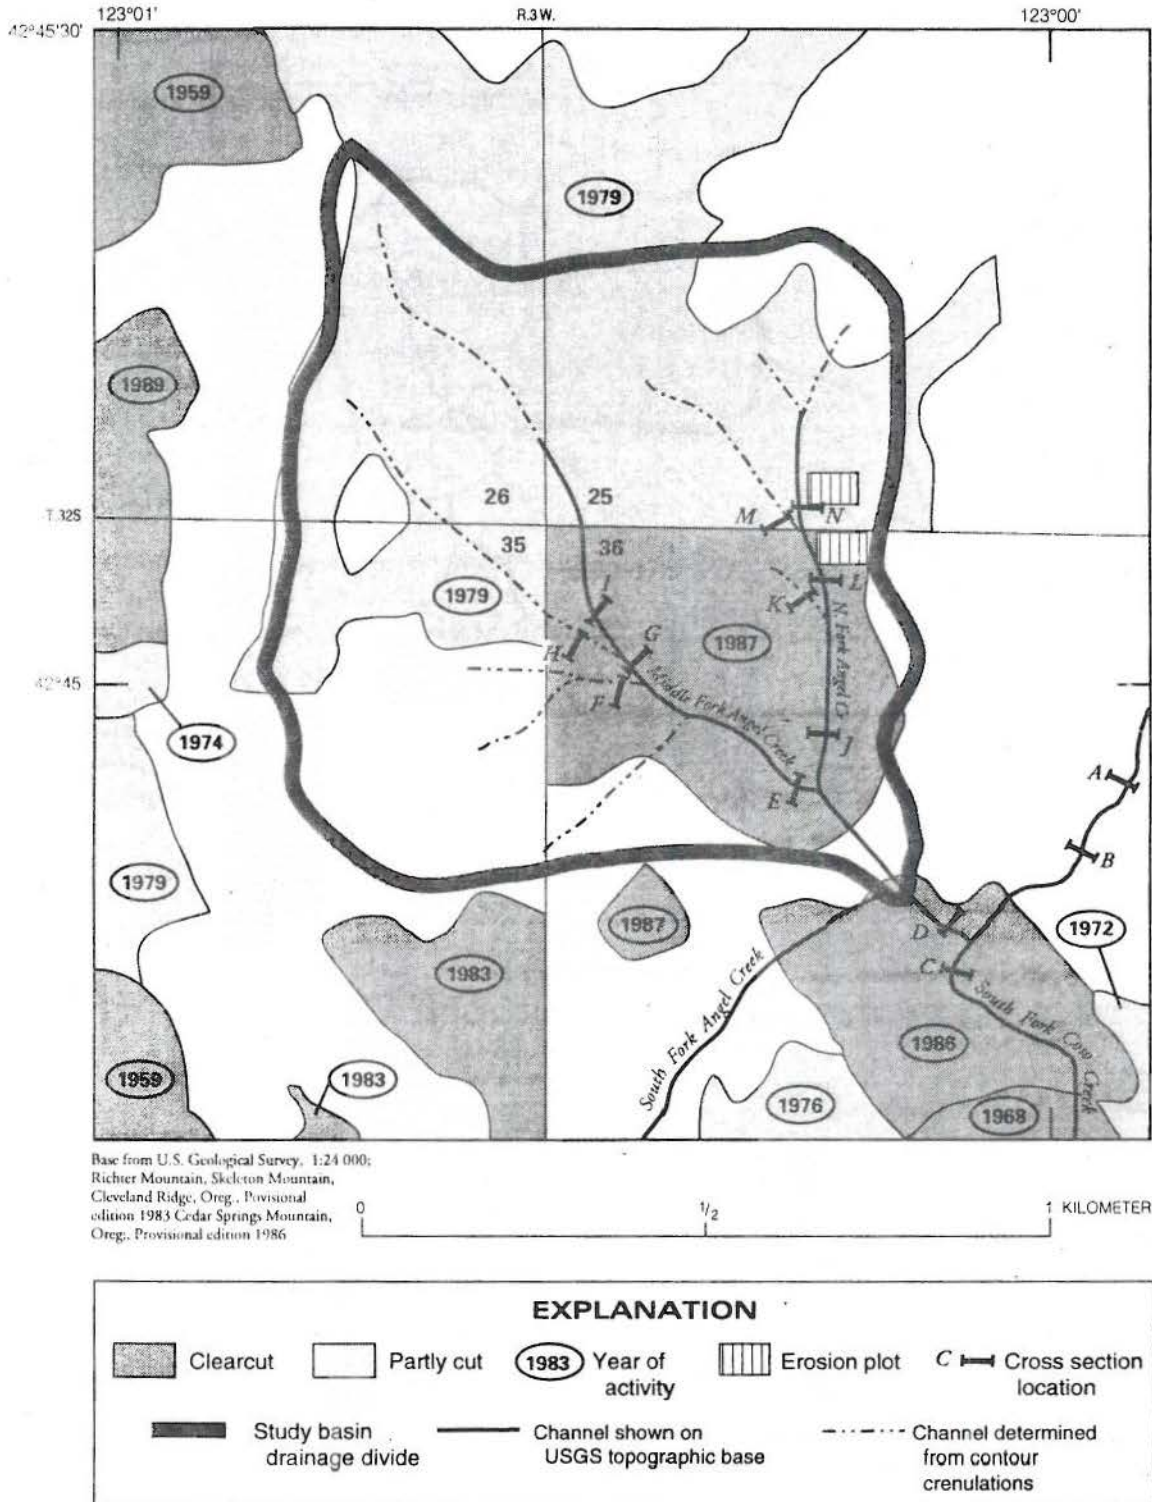 123°01'
R.3 W.
123°00'
42°45'30'
1959
1979
1989
26
25
T.32S
M
N
35
36
L
K
I
1979
H
G
1987
N. Fork Angel Cr
42°45
F
Middle Fork Angel Creek
1974
J
A
E
B
1979
1972
1987
D
1983
C
South Fork Angel Creek
South Fork Cow Creek
1986
1959
1983
1976
1968
Base from U.S. Geological Survey, 1:24 000;
Richter Mountain, Skeleton Mountain,
Cleveland Ridge, Oreg., Povisional
edition 1983 Cedar Springs Mountain,
Oreg., Provisional edition 1986
0
1/2
1 KILOMETER
EXPLANATION
Clearcut
Partly cut
1983 Year of
activity
Erosion plot
C Cross section
location
Study basin
drainage divide
Channel shown on
USGS topographic base
Channel determined
from contour
crenulations